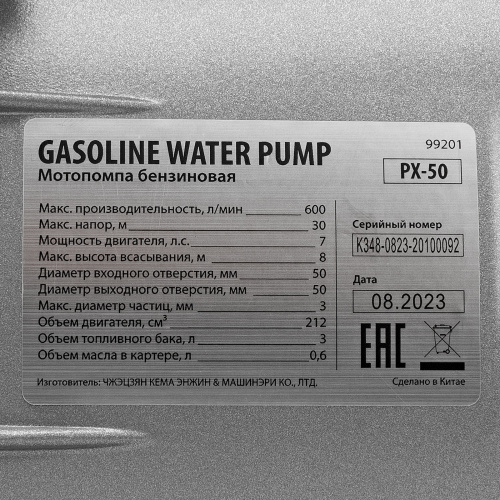 99201
GASOLINE WATER PUMP
Мотопомпа бензиновая
PX-50
Макс. производительность, л/мин 600
Макс. напор, м 30
Мощность двигателя, л.с. 7
Макс. высота всасывания, м 8
Диаметр входного отверстия, мм 50
Диаметр выходного отверстия, мм 50
Макс. диаметр частиц, мм 3
Объем двигателя, см³ 212
Объем топливного бака, л 3
Объем масла в картере, л 0,6
Серийный номер
K348-0823-20100092
Дата
08.2023
EAC
Изготовитель: ЧЖЭЦЗЯН КЕМА ЭНЖИН & МАШИНЭРИ КО., ЛТД.
Сделано в Китае